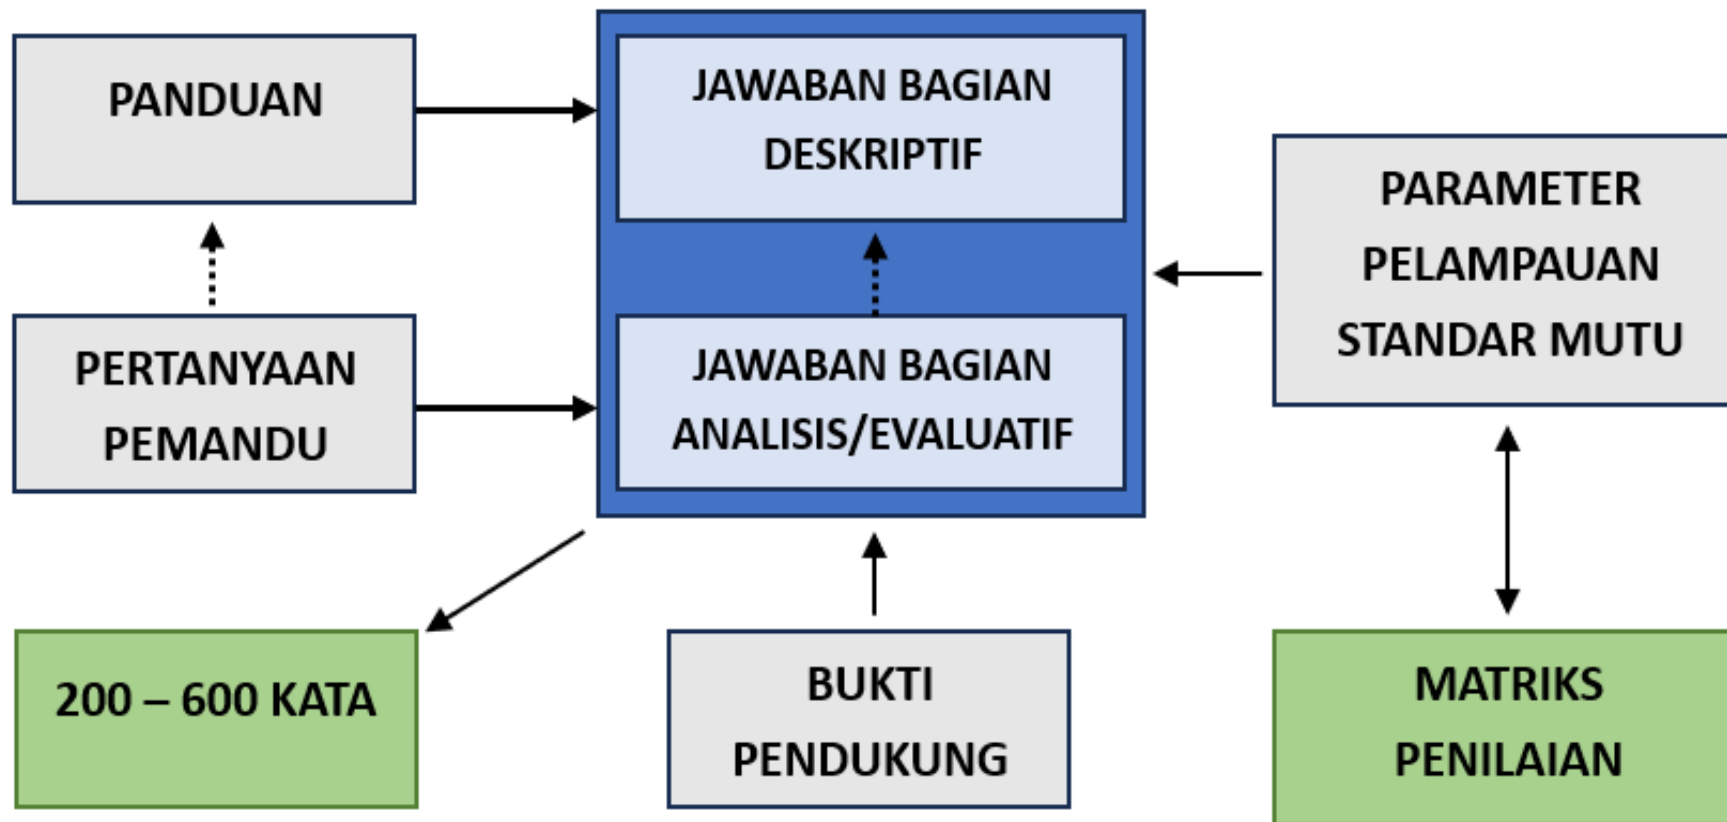 PANDUAN
JAWABAN BAGIAN
DESKRIPTIF
PARAMETER
PELAMPAUAN
STANDAR MUTU
PERTANYAAN
PEMANDU
JAWABAN BAGIAN
ANALISIS/EVALUATIF
200 – 600 KATA
BUKTI
PENDUKUNG
MATRIKS
PENILAIAN